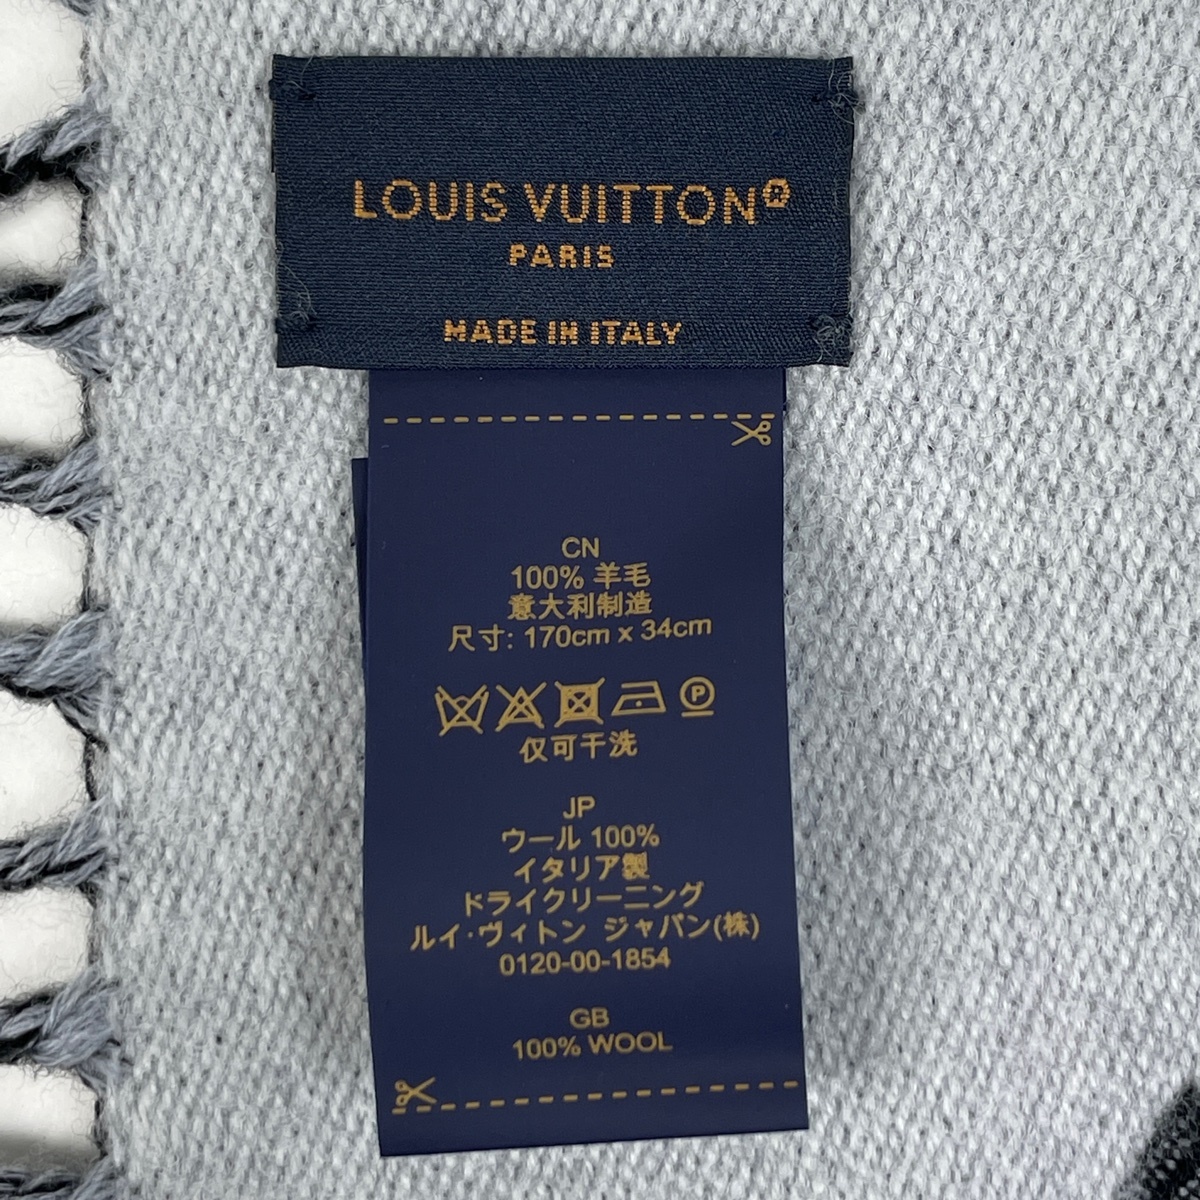 LOUIS VUITTON®
PARIS
MADE IN ITALY
CN
100% 羊毛
意大利制造
尺寸: 170cm x 34cm
P
仅可干洗
JP
ウール 100%
イタリア製
ドライクリーニング
ルイ·ヴィトン ジャパン(株)
0120-00-1854
GB
100% WOOL